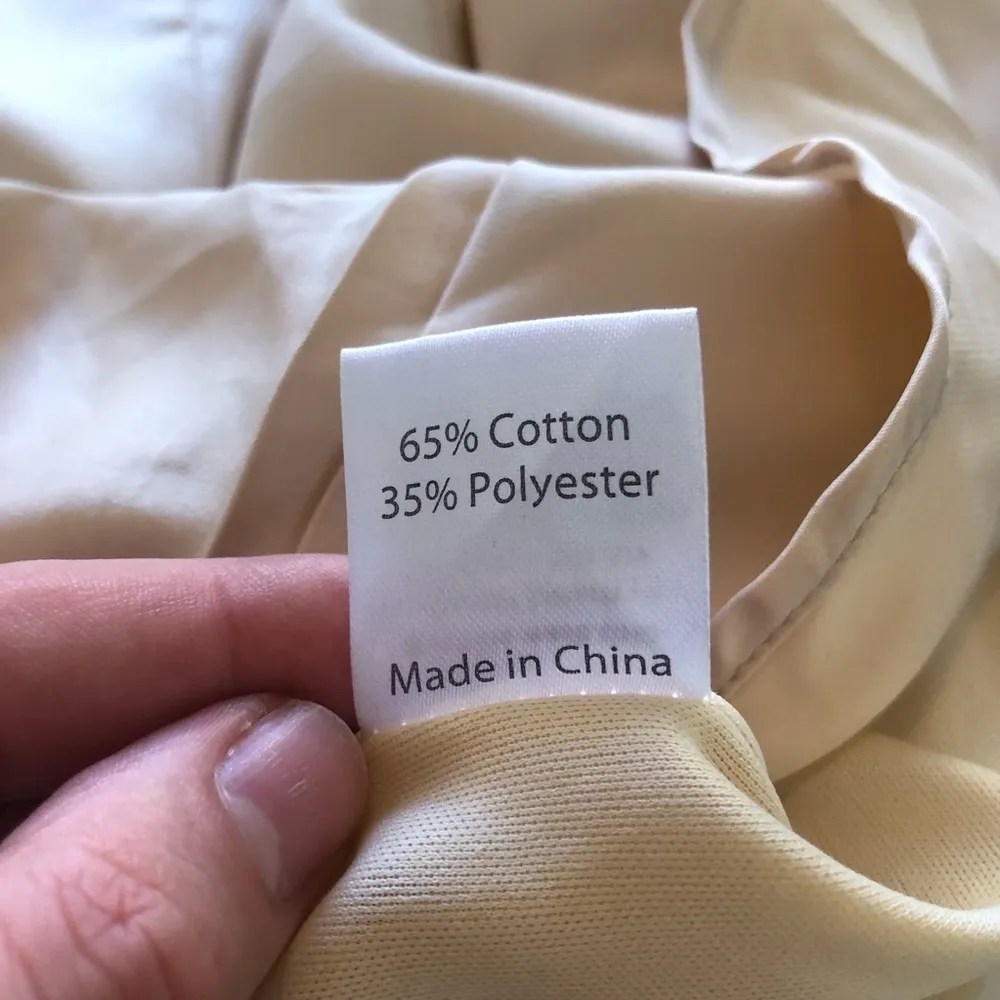 65% Cotton
35% Polyester
Made in China